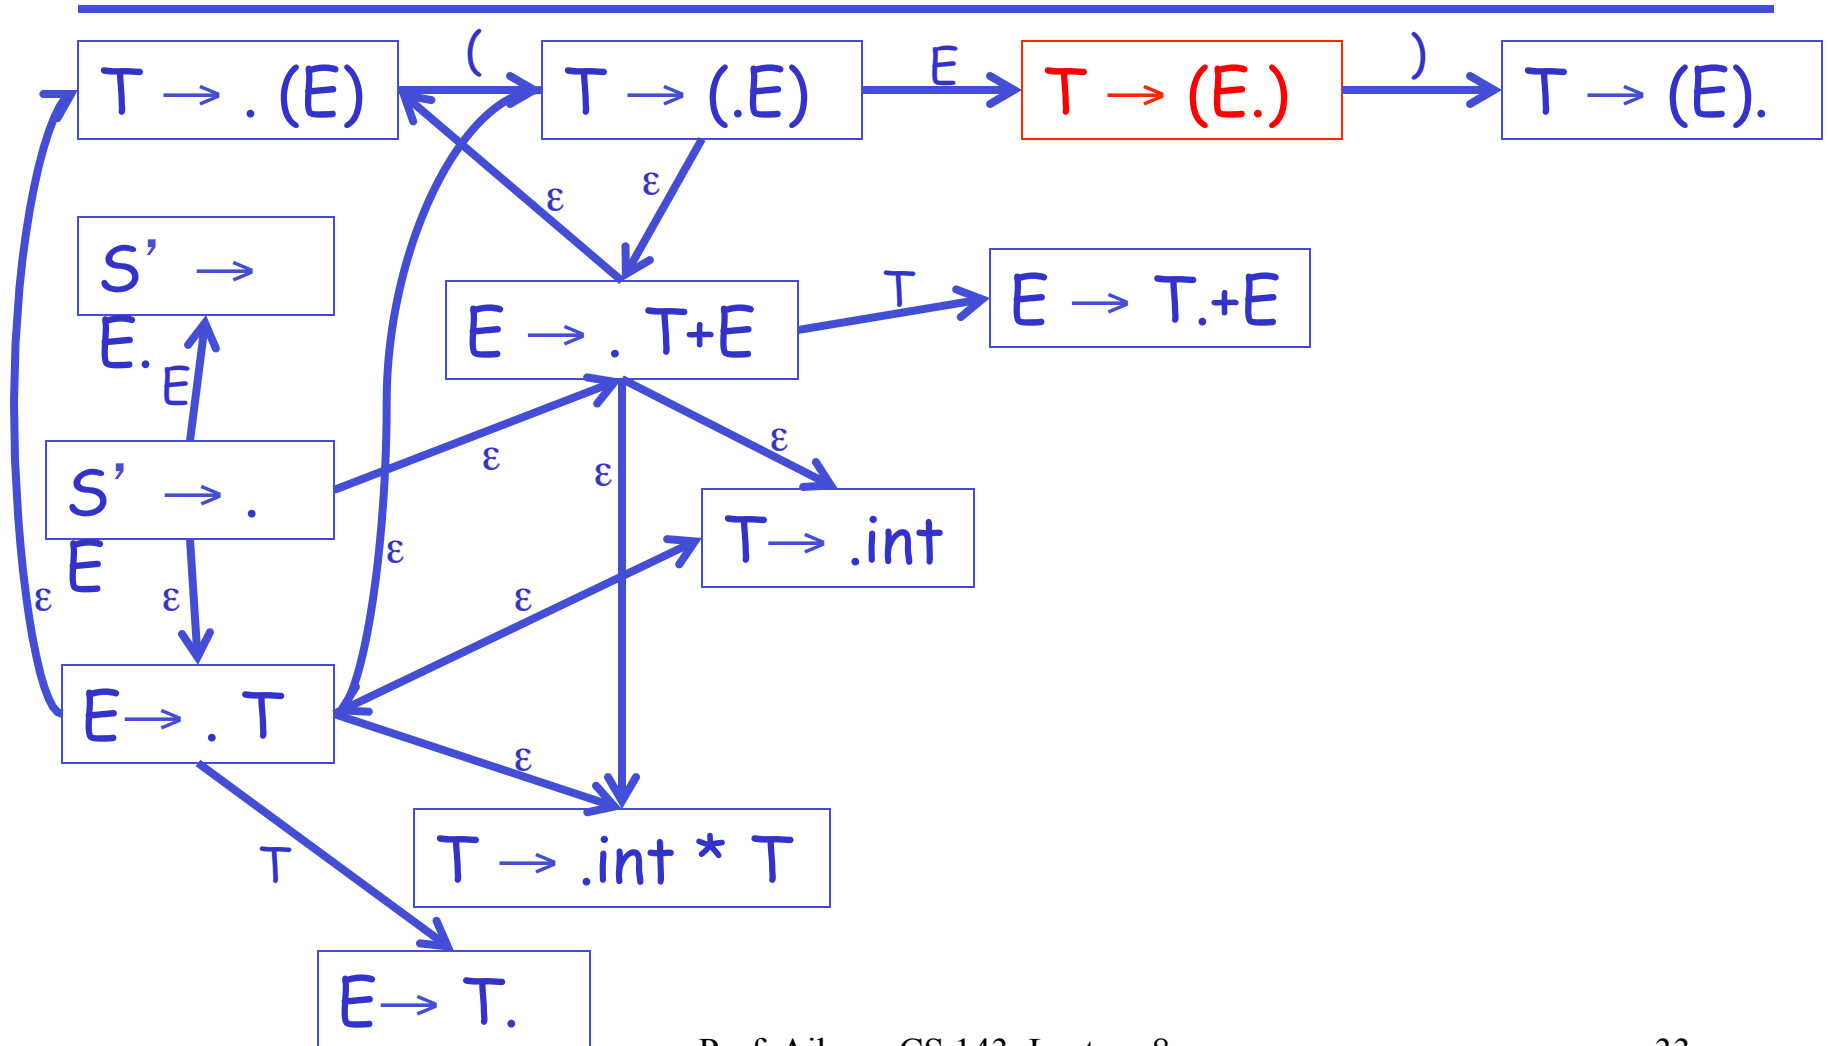 (
E
)
T → . (E)
T → (.E)
T → (E.)
T → (E).
ε
ε
S’ →
E.
E
E → . T+E
T
E → T.+E
S’ → .
E
ε
ε
ε
T→ .int
ε
ε
ε
ε
E→ . T
ε
T
T → .int * T
E→ T.